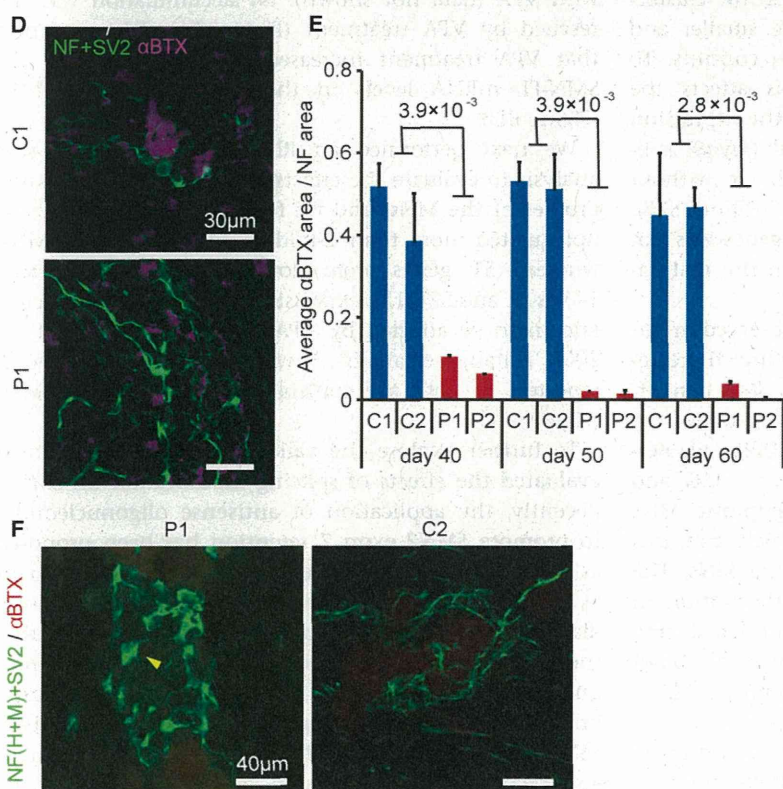 D
NF+SV2 αBTX
C1
30μm
P1
E
Average αBTX area / NF area
0.8
0.6
0.4
0.2
0
3.9×10⁻³
3.9×10⁻³
2.8×10⁻³
C1 C2 P1 P2 C1 C2 P1 P2 C1 C2 P1 P2
day 40 day 50 day 60
F
P1 C2
NF(H+M)+SV2 / αBTX
40μm